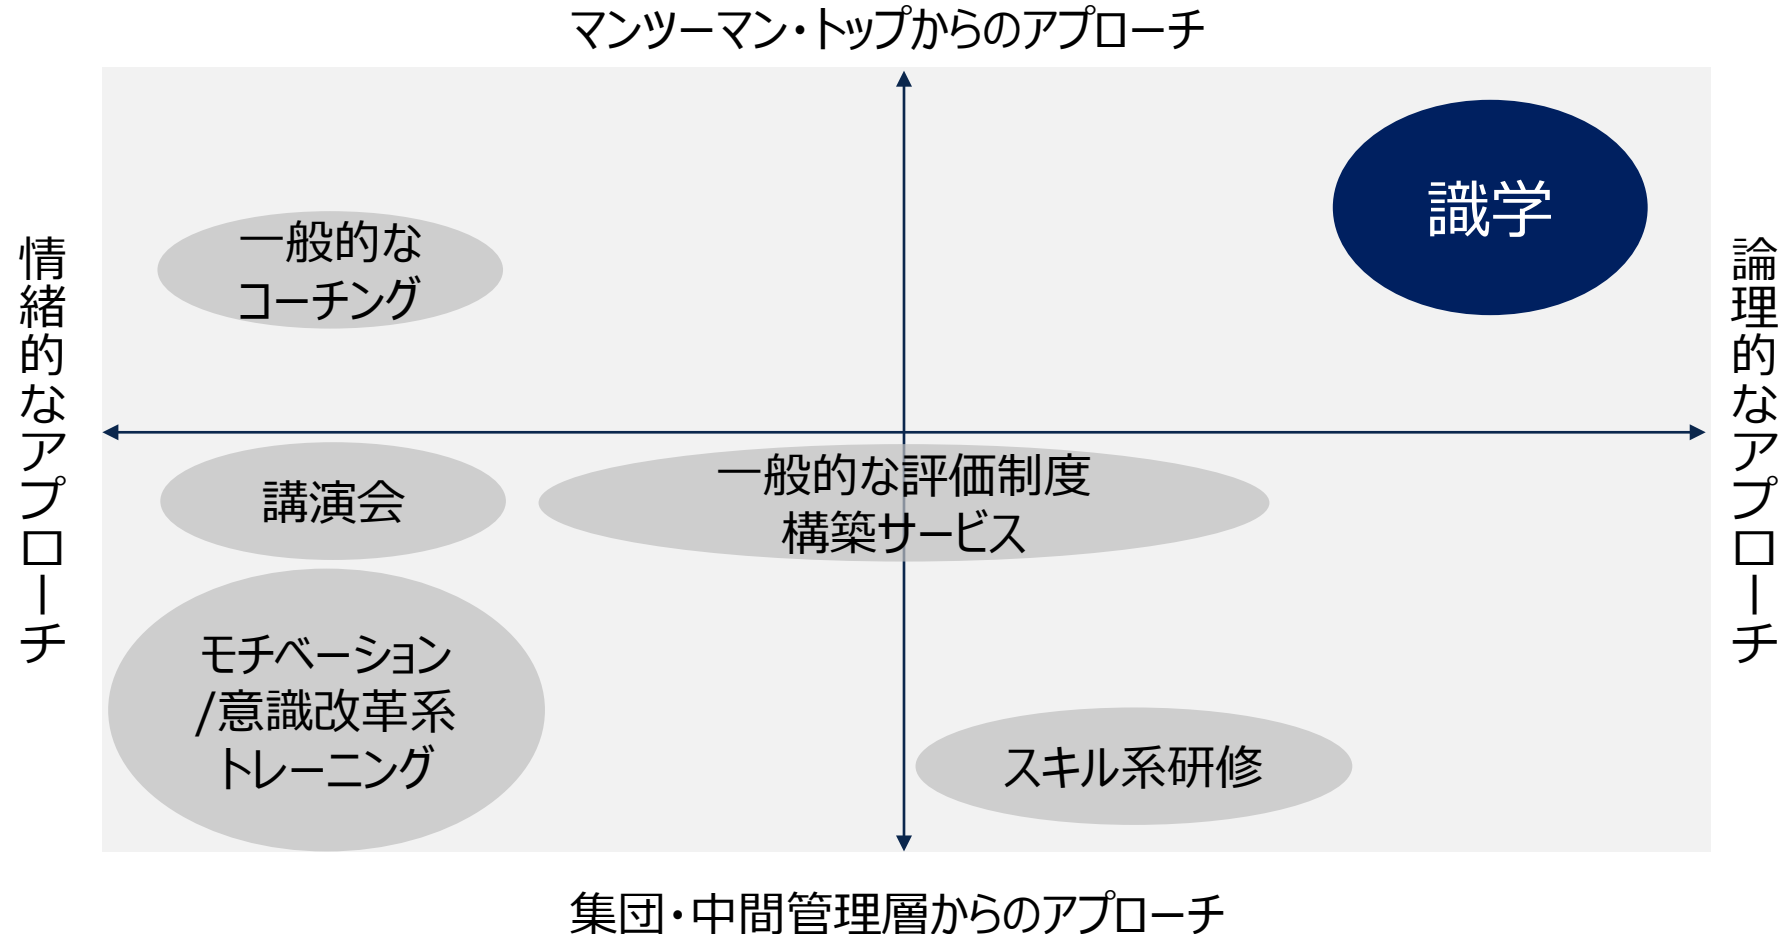 マンツーマン・トップからのアプローチ
識学
一般的な
コーチング
情緒的なアプローチ
論理的なアプローチ
講演会
一般的な評価制度
構築サービス
モチベーション
/意識改革系
トレーニング
スキル系研修
集団・中間管理層からのアプローチ